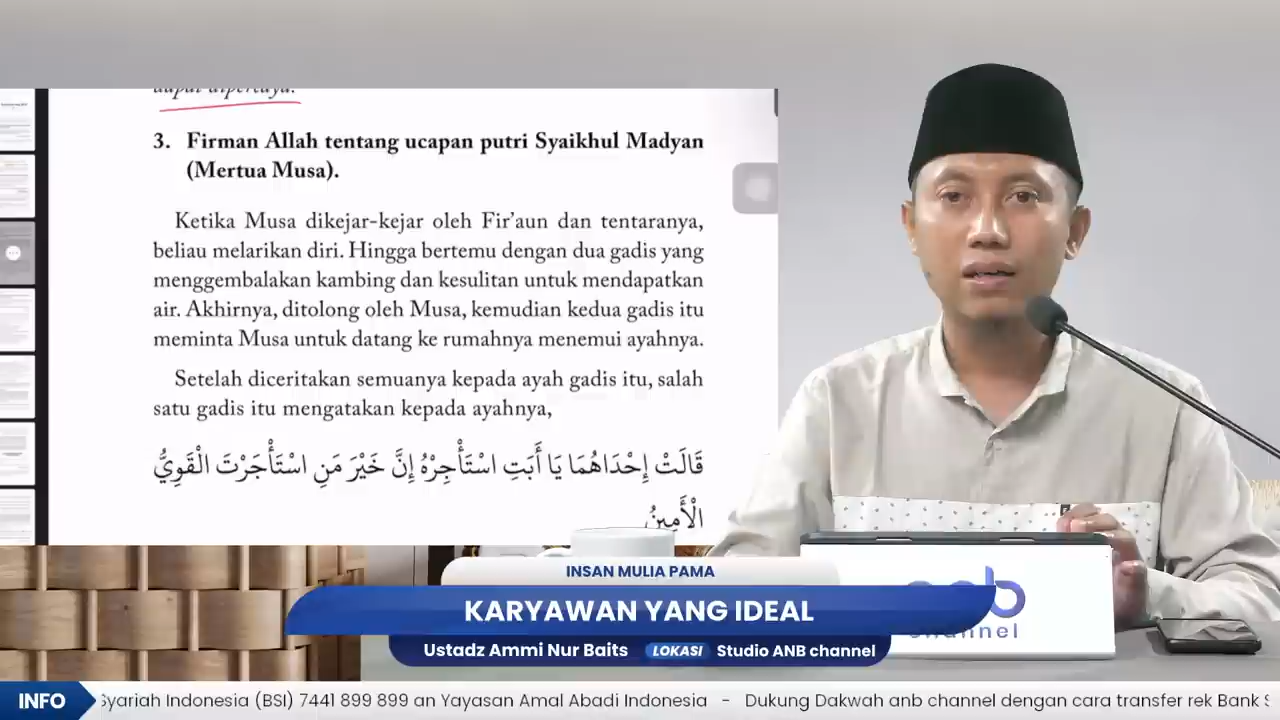 dapat dipercaya.
3. Firman Allah tentang ucapan putri Syaikhul Madyan
(Mertua Musa).
Ketika Musa dikejar-kejar oleh Fir'aun dan tentaranya,
beliau melarikan diri. Hingga bertemu dengan dua gadis yang
menggembalakan kambing dan kesulitan untuk mendapatkan
air. Akhirnya, ditolong oleh Musa, kemudian kedua gadis itu
meminta Musa untuk datang ke rumahnya menemui ayahnya.
Setelah diceritakan semuanya kepada ayah gadis itu, salah
satu gadis itu mengatakan kepada ayahnya,
قَالَتْ إِحْدَاهُمَا يَا أَبَتِ اسْتَأْجِرْهُ إِنَّ خَيْرَ مَنِ اسْتَأْجَرْتَ الْقَوِيُّ
الْأَمِينُ
channel
INSAN MULIA PAMA
KARYAWAN YANG IDEAL
Ustadz Ammi Nur Baits LOKASI Studio ANB channel
INFO Syariah Indonesia (BSI) 7441 899 899 an Yayasan Amal Abadi Indonesia - Dukung Dakwah anb channel dengan cara transfer rek Bank